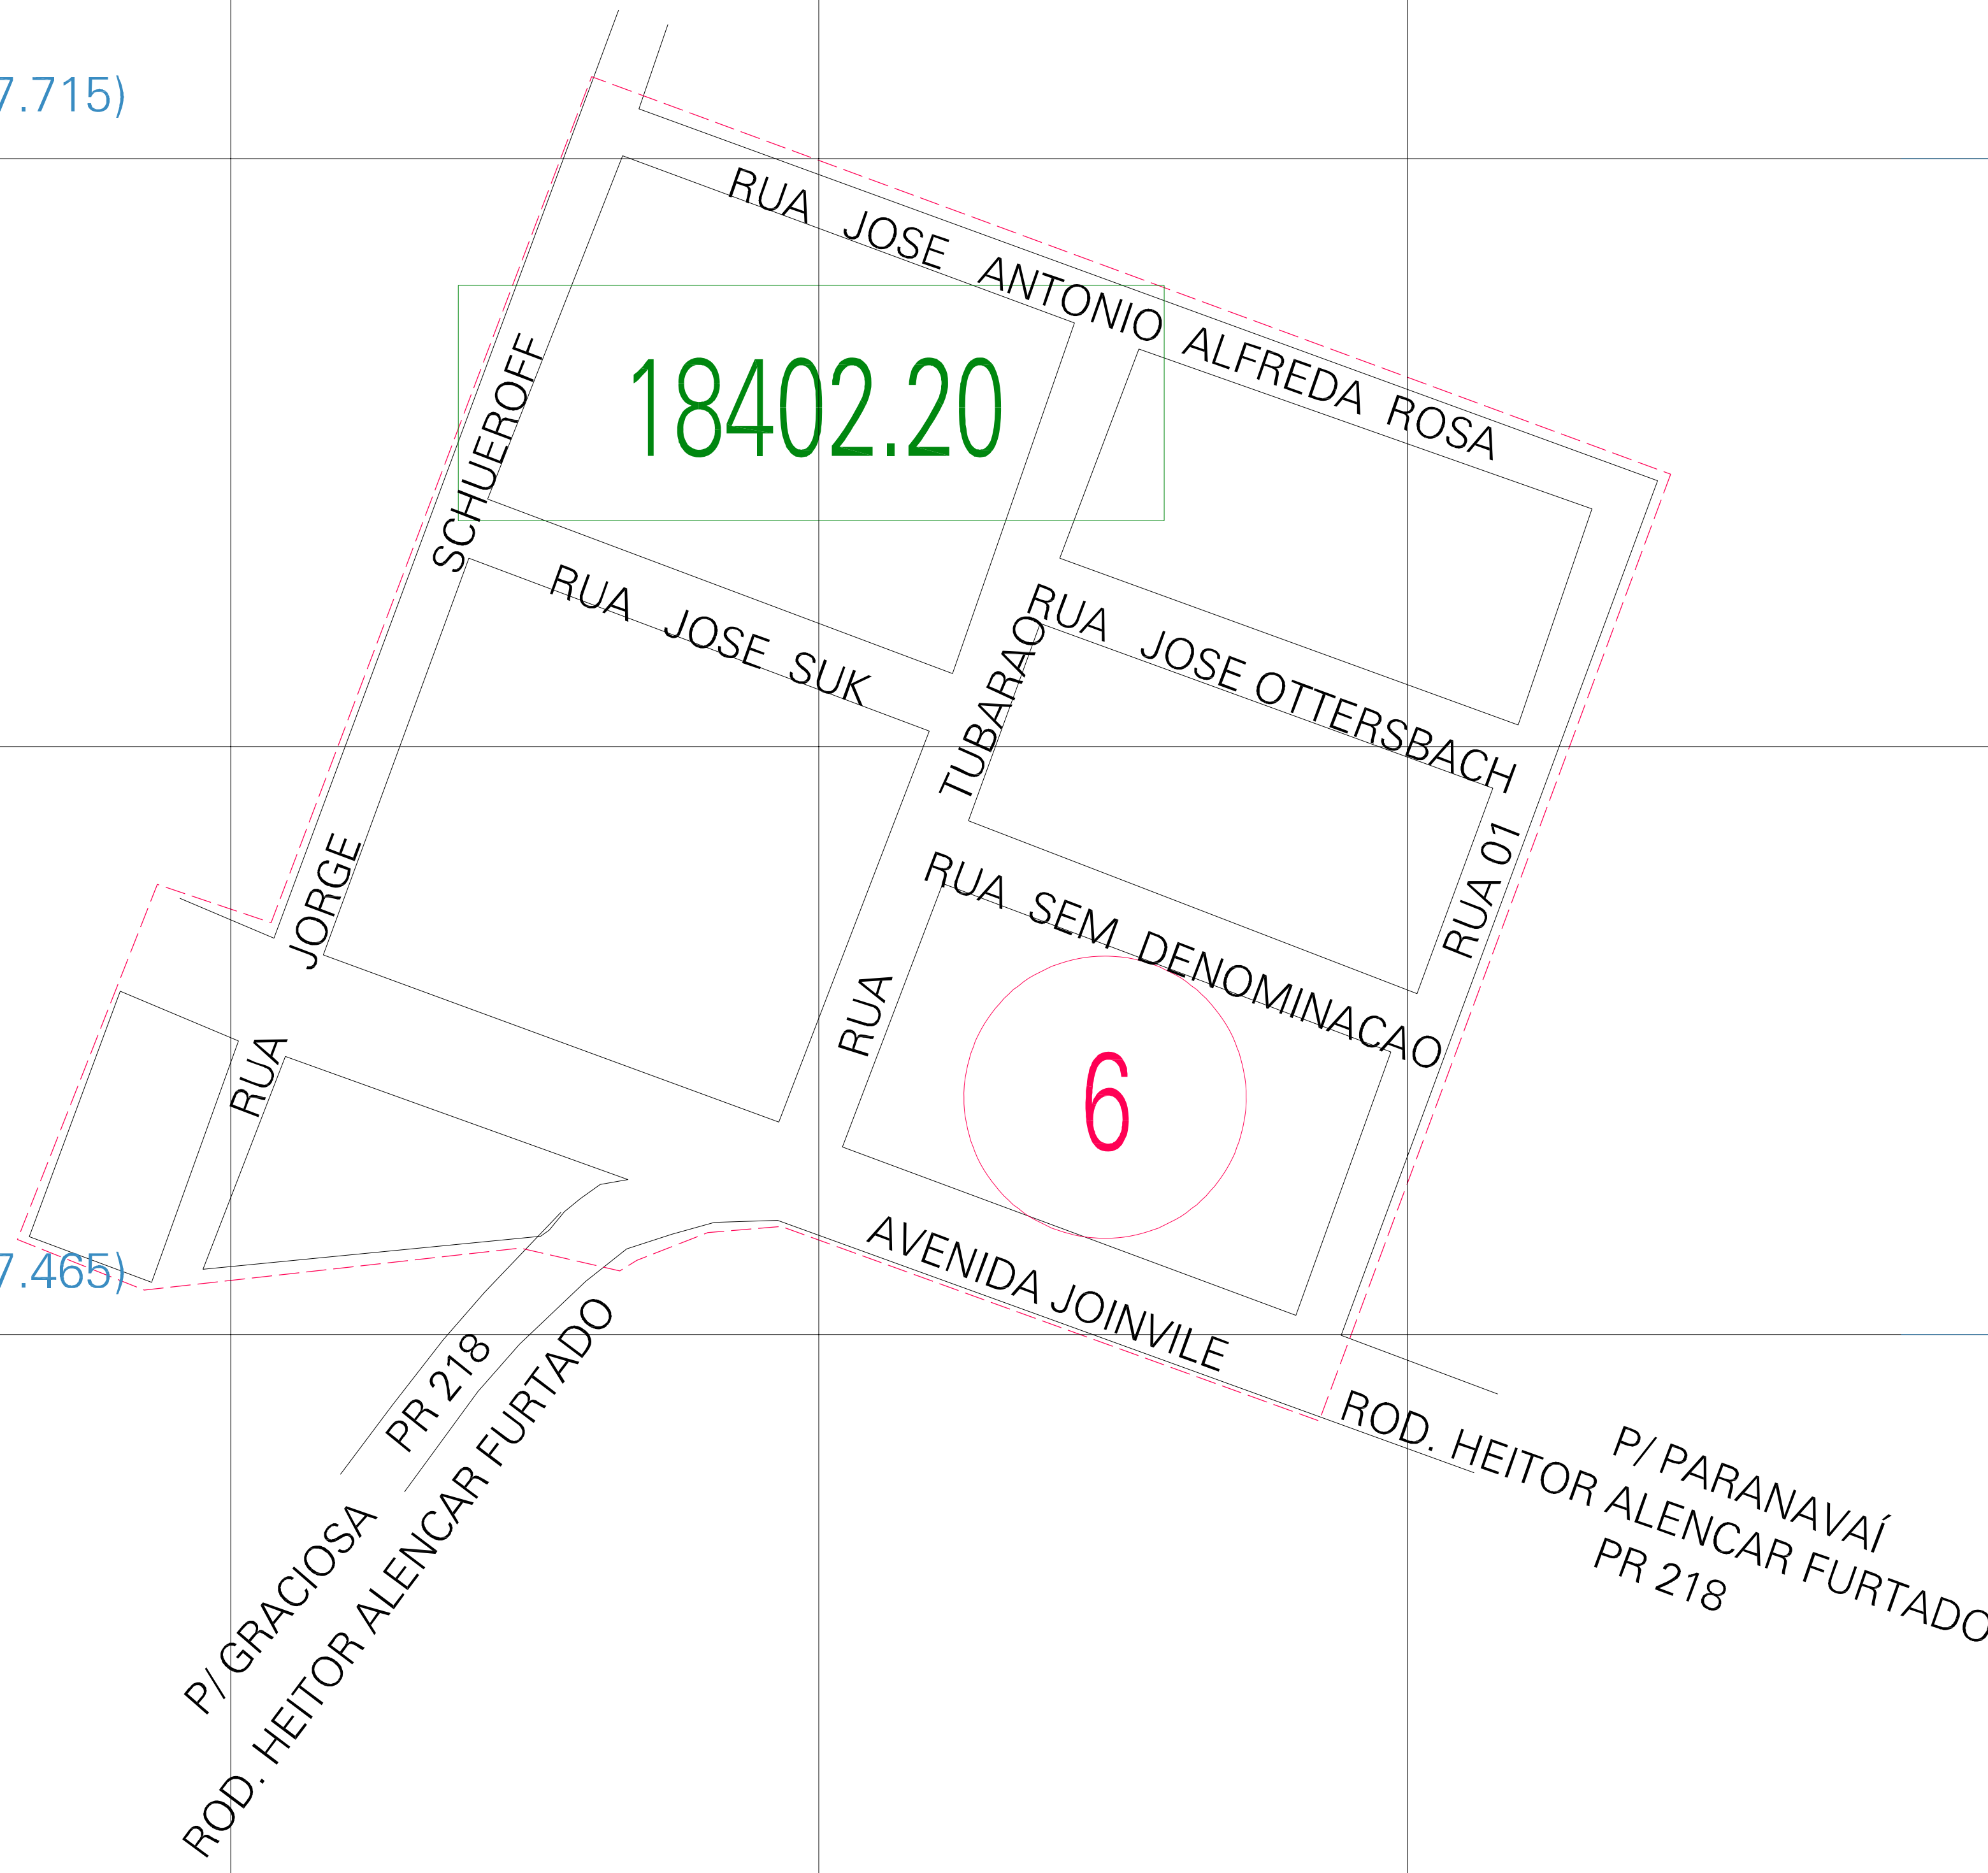 7.715)
RUA JOSE ANTONIO ALFREDA ROSA
18402.20
RUA JORGE SCHUEROFF
RUA JOSE SUK
RUA JOSE OTTERSBACH
RUA TUBARAO
RUA 01
RUA SEM DENOMINACAO
6
7.465)
AVENIDA JOINVILE
PR 218
P/ GRACIOSA
ROD. HEITOR ALENCAR FURTADO
P/ PARANAVAÍ
ROD. HEITOR ALENCAR FURTADO
PR 218